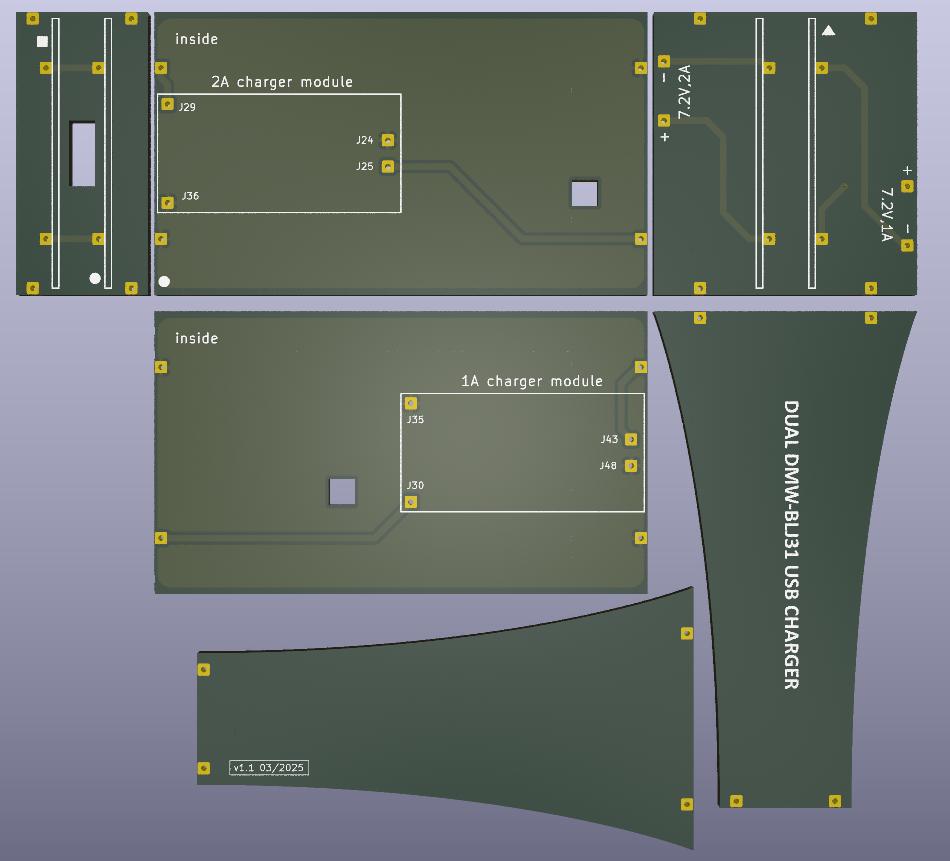 inside
2A charger module
J29
J24
J25
J36
−
7.2V,2A
+
+
7.2V,1A
−
inside
1A charger module
J35
J43
J48
J30
DUAL DMW-BLJ31 USB CHARGER
v1.1 03/2025